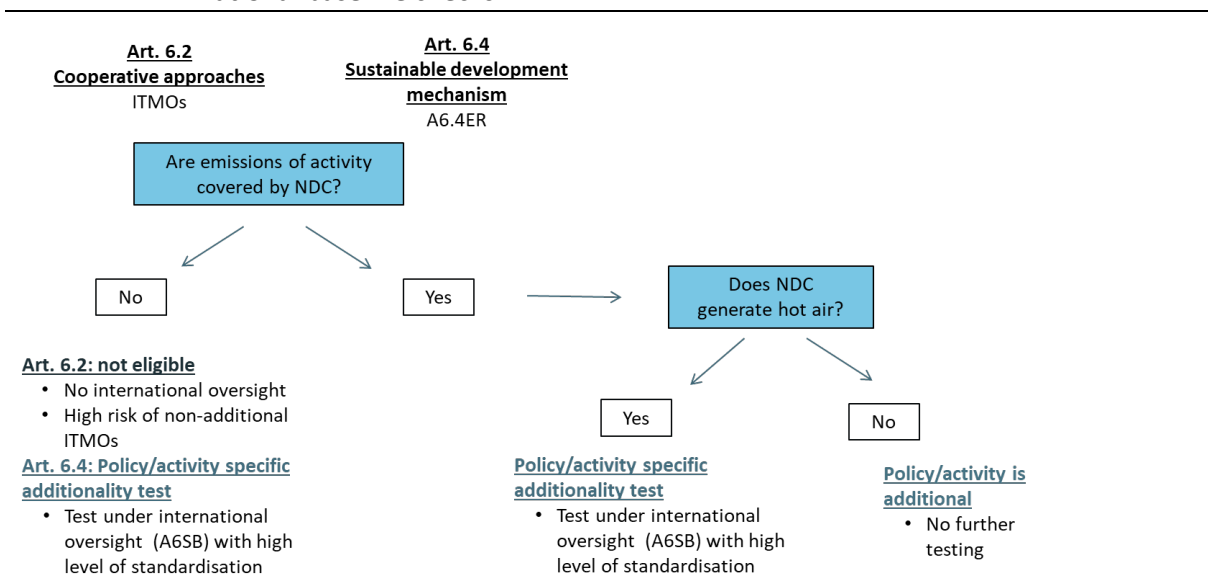 Art. 6.2
Cooperative approaches
ITMOs
Art. 6.4
Sustainable development
mechanism
A6.4ER
Are emissions of activity
covered by NDC?
No
Yes
Does NDC
generate hot air?
Art. 6.2: not eligible
• No international oversight
• High risk of non-additional
ITMOs
Art. 6.4: Policy/activity specific
additionality test
• Test under international
oversight (A6SB) with high
level of standardisation
Yes
No
Policy/activity specific
additionality test
• Test under international
oversight (A6SB) with high
level of standardisation
Policy/activity is
additional
• No further
testing